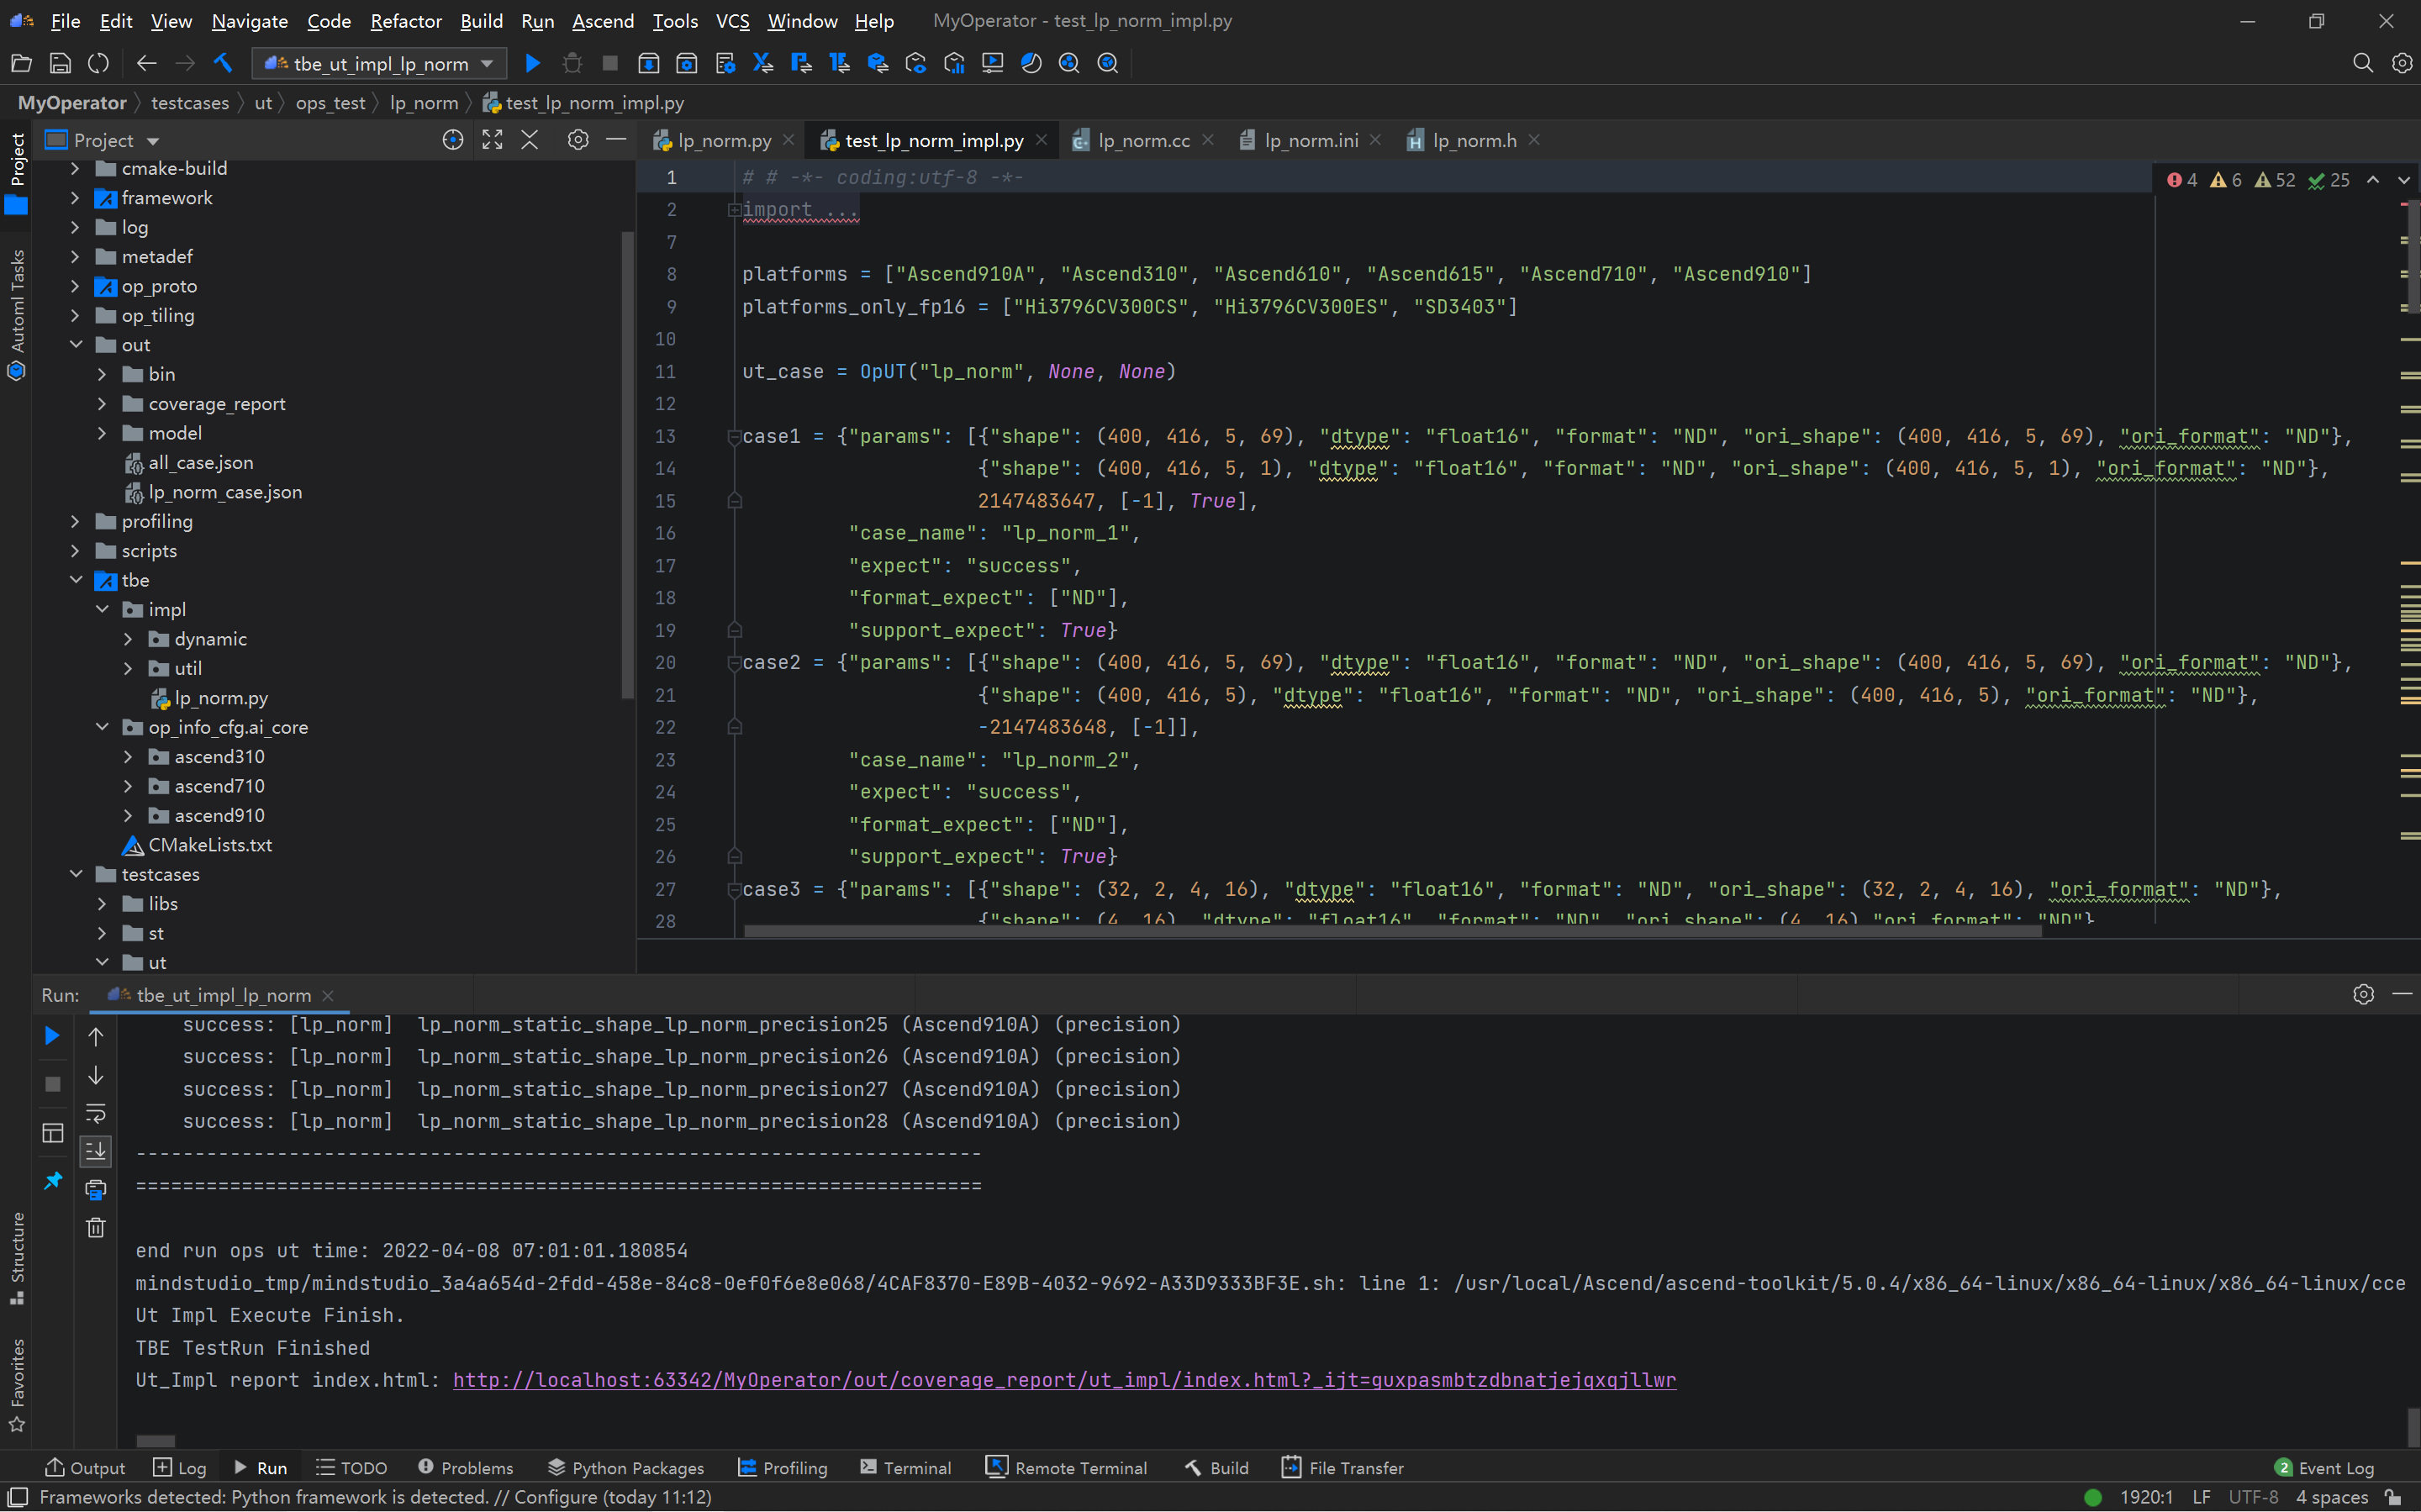 File Edit View Navigate Code Refactor Build Run Ascend Tools VCS Window Help MyOperator - test_lp_norm_impl.py
tbe_ut_impl_lp_norm
MyOperator testcases ut ops_test lp_norm test_lp_norm_impl.py
Project
Automl Tasks
Structure
Favorites
Project
cmake-build
framework
log
metadef
op_proto
op_tiling
out
bin
coverage_report
model
all_case.json
lp_norm_case.json
profiling
scripts
tbe
impl
dynamic
util
lp_norm.py
op_info_cfg.ai_core
ascend310
ascend710
ascend910
CMakeLists.txt
testcases
libs
st
ut
lp_norm.py test_lp_norm_impl.py lp_norm.cc lp_norm.ini lp_norm.h
4 6 52 25
1 # # -*- coding:utf-8 -*-
2 import ...
7
8 platforms = ["Ascend910A", "Ascend310", "Ascend610", "Ascend615", "Ascend710", "Ascend910"]
9 platforms_only_fp16 = ["Hi3796CV300CS", "Hi3796CV300ES", "SD3403"]
10
11 ut_case = OpUT("lp_norm", None, None)
12
13 case1 = {"params": [{"shape": (400, 416, 5, 69), "dtype": "float16", "format": "ND", "ori_shape": (400, 416, 5, 69), "ori_format": "ND"},
14 {"shape": (400, 416, 5, 1), "dtype": "float16", "format": "ND", "ori_shape": (400, 416, 5, 1), "ori_format": "ND"},
15 2147483647, [-1], True],
16 "case_name": "lp_norm_1",
17 "expect": "success",
18 "format_expect": ["ND"],
19 "support_expect": True}
20 case2 = {"params": [{"shape": (400, 416, 5, 69), "dtype": "float16", "format": "ND", "ori_shape": (400, 416, 5, 69), "ori_format": "ND"},
21 {"shape": (400, 416, 5), "dtype": "float16", "format": "ND", "ori_shape": (400, 416, 5), "ori_format": "ND"},
22 -2147483648, [-1]],
23 "case_name": "lp_norm_2",
24 "expect": "success",
25 "format_expect": ["ND"],
26 "support_expect": True}
27 case3 = {"params": [{"shape": (32, 2, 4, 16), "dtype": "float16", "format": "ND", "ori_shape": (32, 2, 4, 16), "ori_format": "ND"},
28 {"shape": (4, 16), "dtype": "float16", "format": "ND", "ori_shape": (4, 16),"ori_format": "ND"}
Run: tbe_ut_impl_lp_norm
success: [lp_norm] lp_norm_static_shape_lp_norm_precision25 (Ascend910A) (precision)
success: [lp_norm] lp_norm_static_shape_lp_norm_precision26 (Ascend910A) (precision)
success: [lp_norm] lp_norm_static_shape_lp_norm_precision27 (Ascend910A) (precision)
success: [lp_norm] lp_norm_static_shape_lp_norm_precision28 (Ascend910A) (precision)
------------------------------------------------------------------------
========================================================================
end run ops ut time: 2022-04-08 07:01:01.180854
mindstudio_tmp/mindstudio_3a4a654d-2fdd-458e-84c8-0ef0f6e8e068/4CAF8370-E89B-4032-9692-A33D9333BF3E.sh: line 1: /usr/local/Ascend/ascend-toolkit/5.0.4/x86_64-linux/x86_64-linux/x86_64-linux/cce
Ut Impl Execute Finish.
TBE TestRun Finished
Ut_Impl report index.html: http://localhost:63342/MyOperator/out/coverage_report/ut_impl/index.html?_ijt=guxpasmbtzdbnatjejqxqjllwr
Output Log Run TODO Problems Python Packages Profiling Terminal Remote Terminal Build File Transfer 2 Event Log
Frameworks detected: Python framework is detected. // Configure (today 11:12) 1920:1 LF UTF-8 4 spaces